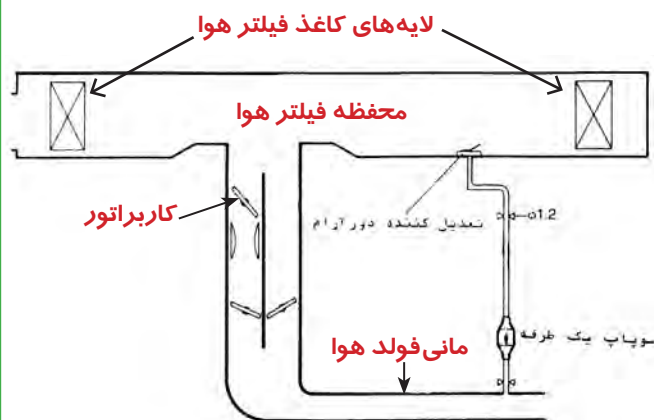 لایه‌های کاغذ فیلتر هوا
محفظه فیلتر هوا
کاربراتور
تعدیل کننده دور آرام
ø1.2
سوپاپ یک طرفه
مانی‌فولد هوا